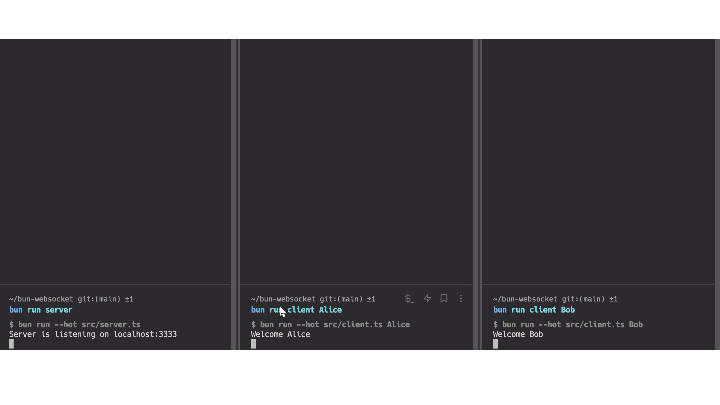 ~/bun-websocket git:(main) ±1
bun run server
$ bun run --hot src/server.ts
Server is listening on localhost:3333
~/bun-websocket git:(main) ±1
bun run client Alice
$ bun run --hot src/client.ts Alice
Welcome Alice
~/bun-websocket git:(main) ±1
bun run client Bob
$ bun run --hot src/client.ts Bob
Welcome Bob